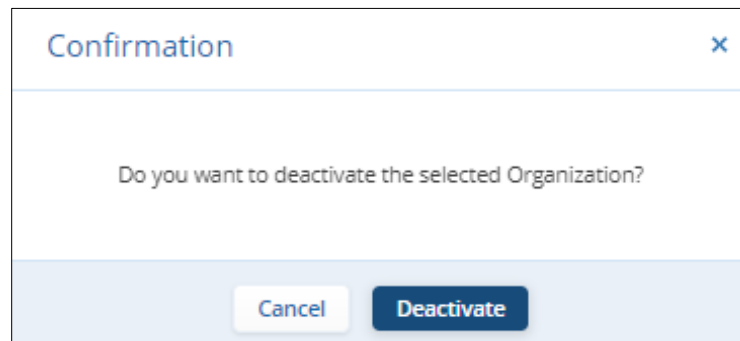 Confirmation ×
Do you want to deactivate the selected Organization?
Cancel Deactivate